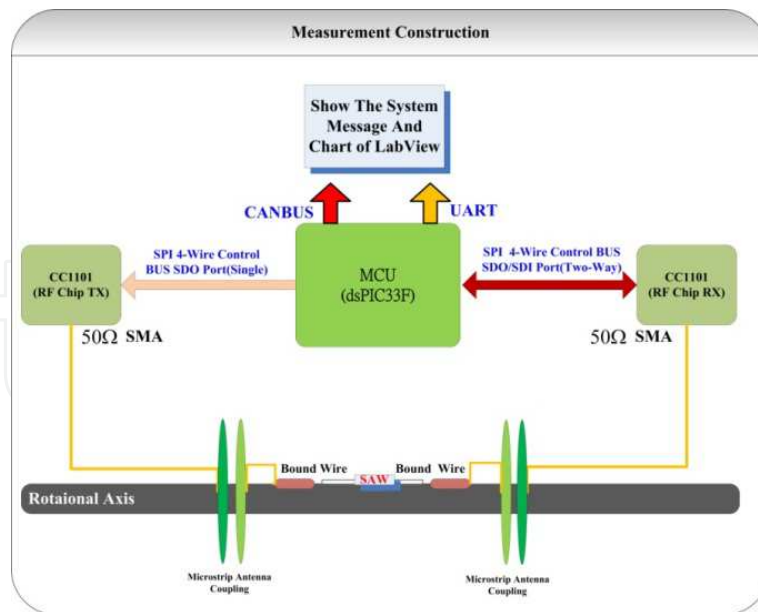 Measurement Construction
Show The System
Message And
Chart of LabView
CANBUS
UART
SPI 4-Wire Control
BUS SDO Port(Single)
SPI 4-Wire Control BUS
SDO/SDI Port(Two-Way)
CC1101
(RF Chip TX)
MCU
(dsPIC33F)
CC1101
(RF Chip RX)
50Ω SMA
50Ω SMA
Bound Wire
SAW
Bound Wire
Rotaional Axis
Microstrip Antenna
Coupling
Microstrip Antenna
Coupling